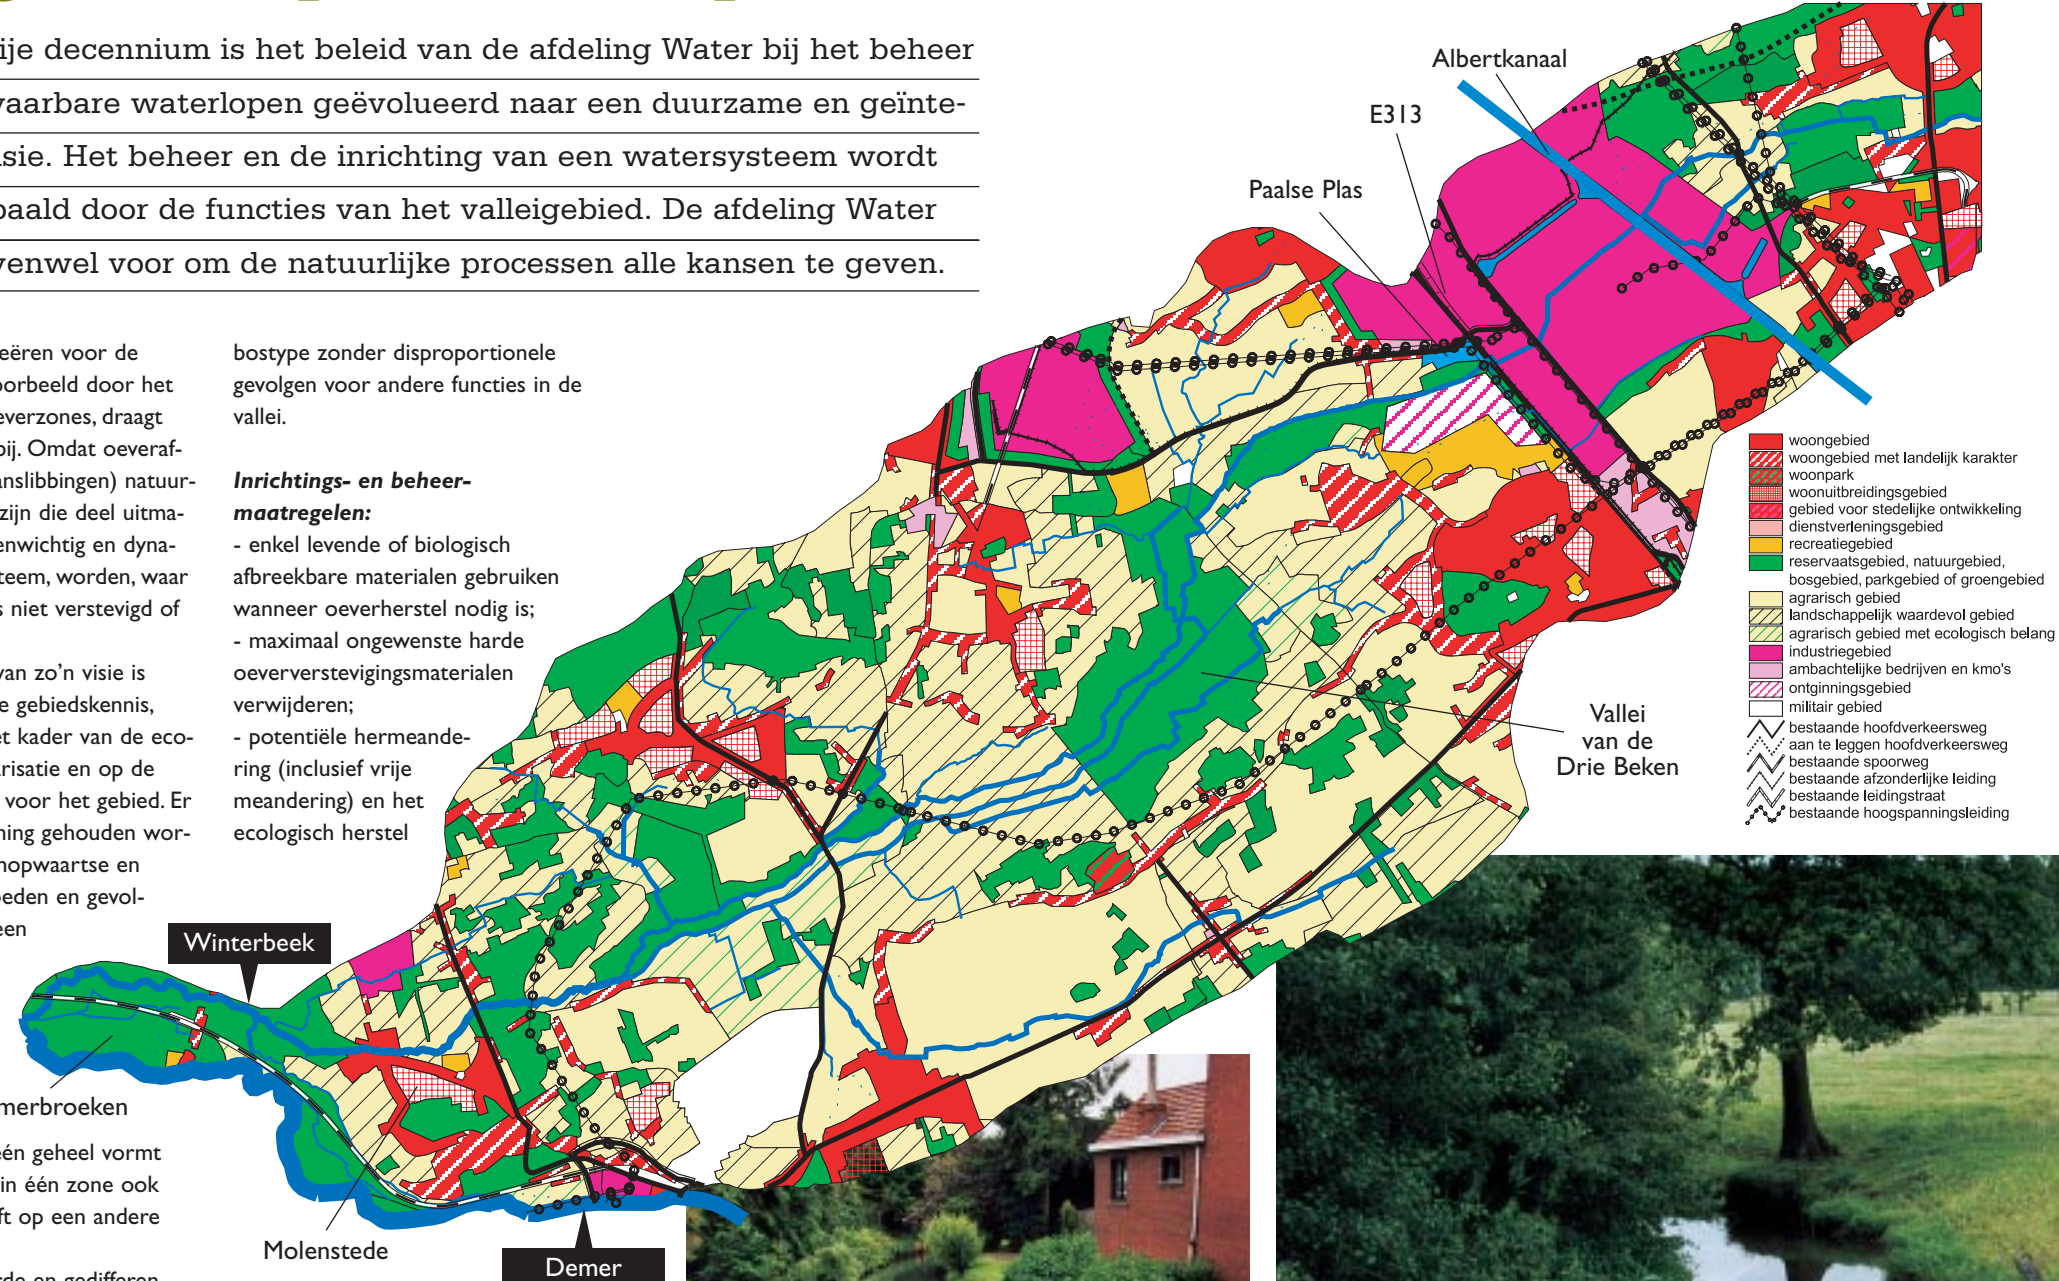 ije decennium is het beleid van de afdeling Water bij het beheer
vaarbare waterlopen geëvolueerd naar een duurzame en geïnte-
isie. Het beheer en de inrichting van een watersysteem wordt
paald door de functies van het valleigebied. De afdeling Water
venwel voor om de natuurlijke processen alle kansen te geven.
eëren voor de
oorbeeld door het
everzones, draagt
bij. Omdat oeveraf-
anslibbingen) natuur-
zijn die deel uitma-
enwichtig en dyna-
teem, worden, waar
s niet verstevigd of
van zo'n visie is
e gebiedskennis,
et kader van de eco-
arisatie en op de
voor het gebied. Er
ning gehouden wor-
nopwaartse en
peden en gevol-
een
één geheel vormt
in één zone ook
ft op een andere
rde en gedifferen
bostype zonder disproportionele
gevolgen voor andere functies in de
vallei.
Inrichtings- en beheer-
maatregelen:
- enkel levende of biologisch
afbreekbare materialen gebruiken
wanneer oeverherstel nodig is;
- maximaal ongewenste harde
oeververstevigingsmaterialen
verwijderen;
- potentiële hermeande-
ring (inclusief vrije
meandering) en het
ecologisch herstel
Albertkanaal
E313
Paalse Plas
Vallei
van de
Drie Beken
Winterbeek
merbroeken
Molenstede
Demer
woongebied
woongebied met landelijk karakter
woonpark
woonuitbreidingsgebied
gebied voor stedelijke ontwikkeling
dienstverleningsgebied
recreatiegebied
reservaatsgebied, natuurgebied,
bosgebied, parkgebied of groengebied
agrarisch gebied
landschappelijk waardevol gebied
agrarisch gebied met ecologisch belang
industriegebied
ambachtelijke bedrijven en kmo's
ontginningsgebied
militair gebied
bestaande hoofdverkeersweg
aan te leggen hoofdverkeersweg
bestaande spoorweg
bestaande afzonderlijke leiding
bestaande leidingstraat
bestaande hoogspanningsleiding